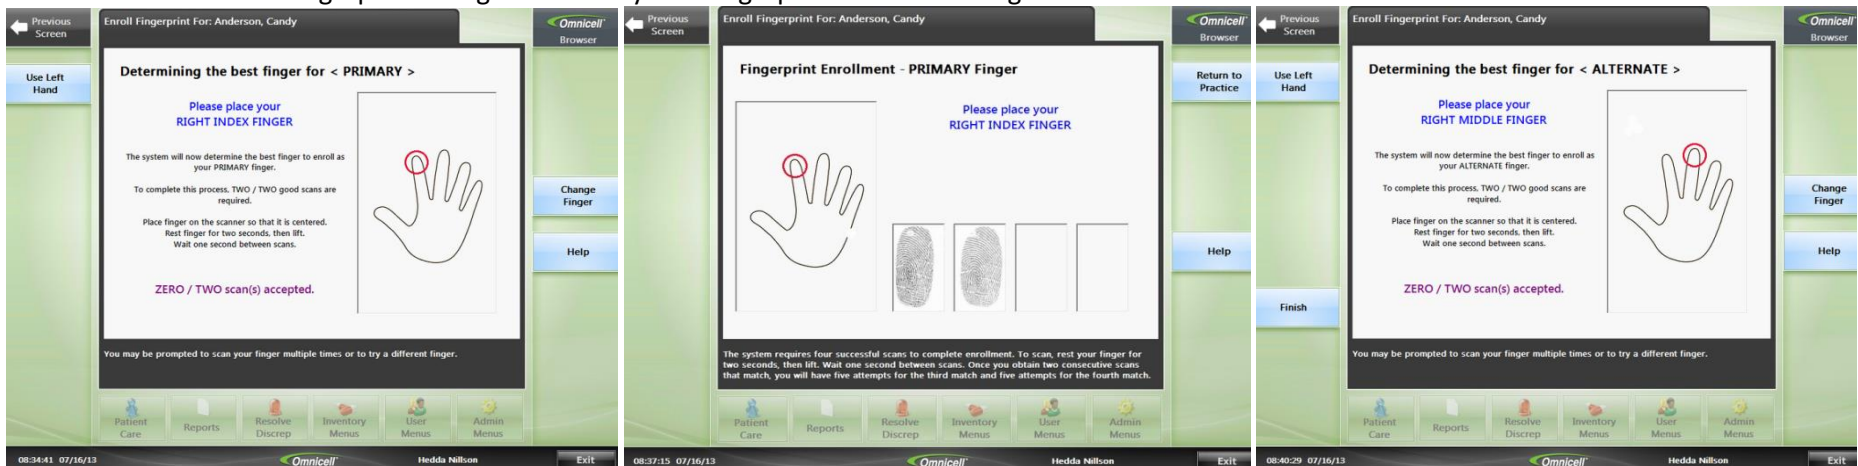 Previous
Screen
Enroll Fingerprint For: Anderson, Candy
Omnicell
Browser
Use Left
Hand
Determining the best finger for < PRIMARY >
Please place your
RIGHT INDEX FINGER
The system will now determine the best finger to enroll as
your PRIMARY finger.
To complete this process, TWO / TWO good scans are
required.
Place finger on the scanner so that it is centered.
Rest finger for two seconds, then lift.
Wait one second between scans.
ZERO / TWO scan(s) accepted.
Change
Finger
Help
You may be prompted to scan your finger multiple times or to try a different finger.
Patient
Care
Reports
Resolve
Discrep
Inventory
Menus
User
Menus
Admin
Menus
08:34:41 07/16/13
Omnicell
Hedda Nillson
Exit
Previous
Screen
Enroll Fingerprint For: Anderson, Candy
Omnicell
Browser
Fingerprint Enrollment - PRIMARY Finger
Return to
Practice
Please place your
RIGHT INDEX FINGER
Help
The system requires four successful scans to complete enrollment. To scan, rest your finger for
two seconds, then lift. Wait one second between scans. Once you obtain two consecutive scans
that match, you will have five attempts for the third match and five attempts for the fourth match.
Patient
Care
Reports
Resolve
Discrep
Inventory
Menus
User
Menus
Admin
Menus
08:37:15 07/16/13
Omnicell
Hedda Nillson
Exit
Previous
Screen
Enroll Fingerprint For: Anderson, Candy
Omnicell
Browser
Use Left
Hand
Determining the best finger for < ALTERNATE >
Please place your
RIGHT MIDDLE FINGER
The system will now determine the best finger to enroll as
your ALTERNATE finger.
To complete this process, TWO / TWO good scans are
required.
Place finger on the scanner so that it is centered.
Rest finger for two seconds, then lift.
Wait one second between scans.
ZERO / TWO scan(s) accepted.
Change
Finger
Help
Finish
You may be prompted to scan your finger multiple times or to try a different finger.
Patient
Care
Reports
Resolve
Discrep
Inventory
Menus
User
Menus
Admin
Menus
08:40:29 07/16/13
Omnicell
Hedda Nillson
Exit